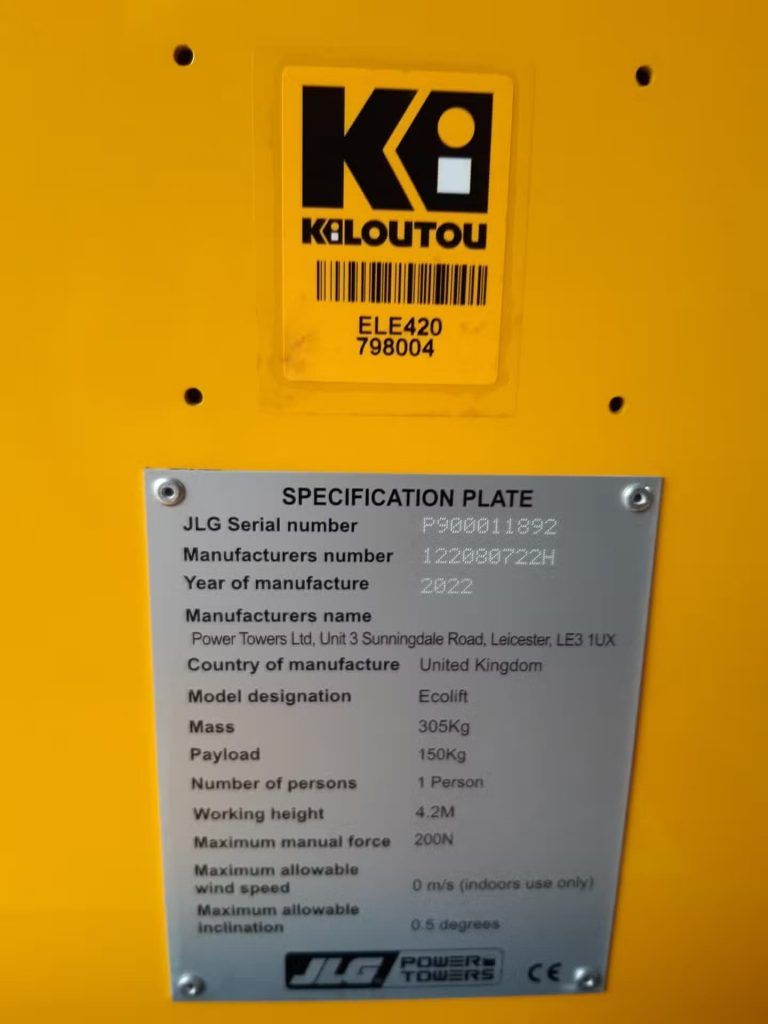 Ki
KiLOUTOU
ELE420
798004
SPECIFICATION PLATE
JLG Serial number P900011892
Manufacturers number 122080722H
Year of manufacture 2022
Manufacturers name
Power Towers Ltd, Unit 3 Sunningdale Road, Leicester, LE3 1UX
Country of manufacture United Kingdom
Model designation Ecolift
Mass 305Kg
Payload 150Kg
Number of persons 1 Person
Working height 4.2M
Maximum manual force 200N
Maximum allowable
wind speed 0 m/s (indoors use only)
Maximum allowable
inclination 0.5 degrees
JLG POWER TOWERS CE